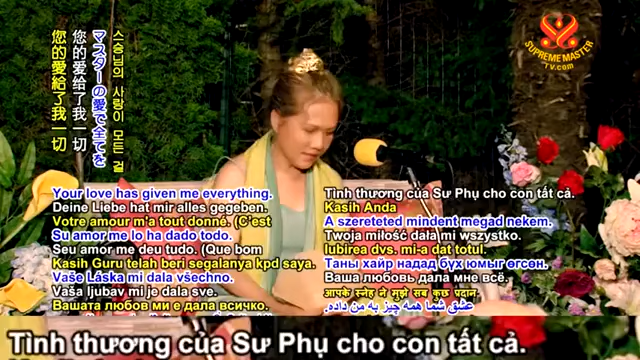 SUPREME MASTER
TV.com
스승님의 사랑이 모든 걸
マスターの愛で全てを
您的爱给了我一切
您的愛給了我一切
Your love has given me everything.
Deine Liebe hat mir alles gegeben.
Votre amour m'a tout donné. (C'est
Su amor me lo ha dado todo.
Seu amor me deu tudo. (Que bom
Kasih Guru telah beri segalanya kpd saya.
Vaše Láska mi dala všechno.
Vaša ljubav mi je dala sve.
Вашата любов ми е дала всичко.
Tình thương của Sư Phụ cho con tất cả.
Kasih Anda
A szereteted mindent megad nekem.
Twoja miłość dała mi wszystko.
Iubirea dvs. mi-a dat totul.
Таны хайр надад бүх юмыг өгсөн.
Ваша любовь дала мне всё.
आपके स्नेह ने मुझे सब कुछ प्रदान
عشق شما همه چیز به من داده.
Tình thương của Sư Phụ cho con tất cả.